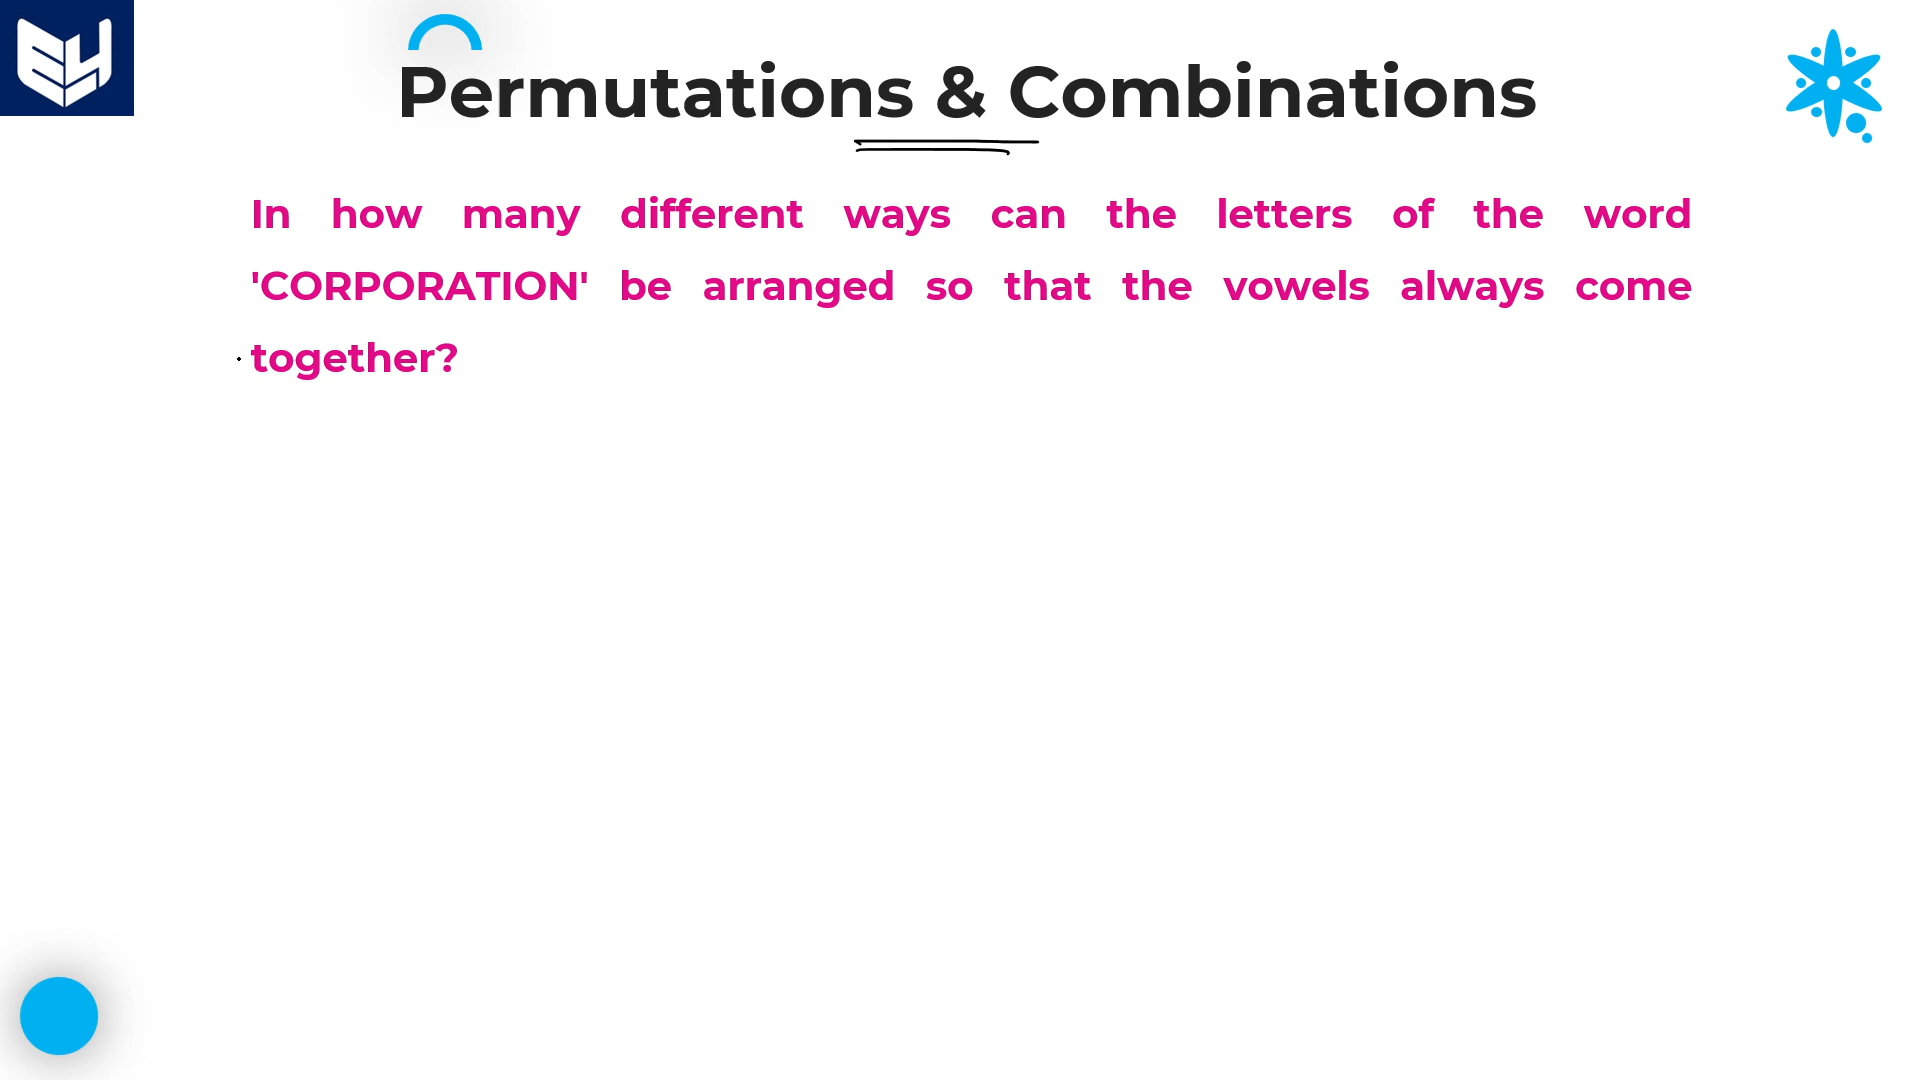 Permutations & Combinations
In how many different ways can the letters of the word
'CORPORATION' be arranged so that the vowels always come
together?